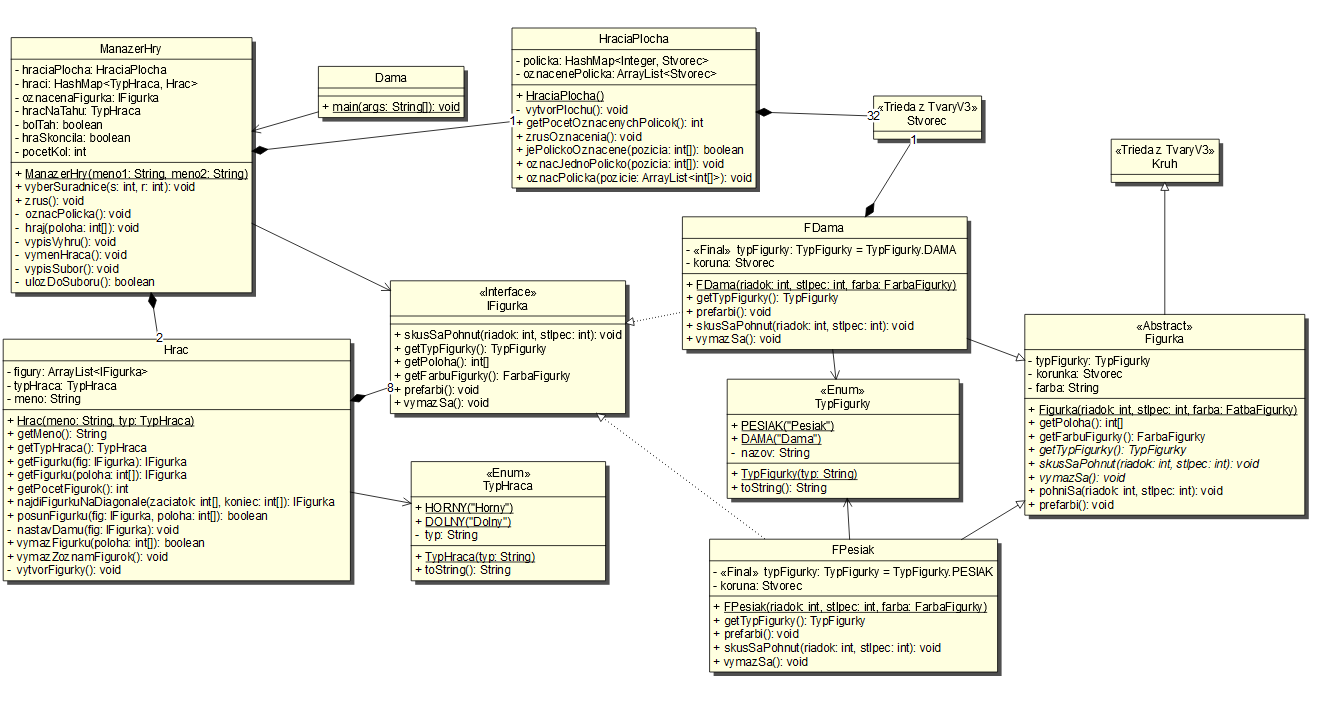 ManazerHry
- hraciaPlocha: HraciaPlocha
- hraci: HashMap<TypHraca, Hrac>
- oznacenaFigurka: IFigurka
- hracNaTahu: TypHraca
- bolTah: boolean
- hraSkoncila: boolean
- pocetKol: int
+ ManazerHry(meno1: String, meno2: String)
+ vyberSuradnice(s: int, r: int): void
+ zrus(): void
- oznacPolicka(): void
- hraj(poloha: int[]): void
- vypisVyhru(): void
- vymenHraca(): void
- vypisSubor(): void
- ulozDoSuboru(): boolean
Dama
+ main(args: String[]): void
HraciaPlocha
- policka: HashMap<Integer, Stvorec>
- oznacenePolicka: ArrayList<Stvorec>
+ HraciaPlocha()
- vytvorPlochu(): void
+ getPocetOznacenychPolicok(): int
+ zrusOznacenia(): void
+ jePolickoOznacene(pozicia: int[]): boolean
+ oznacJednoPolicko(pozicia: int[]): void
+ oznacPolicka(pozicie: ArrayList<int[]>): void
1
32
«Trieda z TvaryV3»
Stvorec
1
«Trieda z TvaryV3»
Kruh
FDama
- «Final» typFigurky: TypFigurky = TypFigurky.DAMA
- koruna: Stvorec
+ FDama(riadok: int, stlpec: int, farba: FarbaFigurky)
+ getTypFigurky(): TypFigurky
+ prefarbi(): void
+ skusSaPohnut(riadok: int, stlpec: int): void
+ vymazSa(): void
«Interface»
IFigurka
+ skusSaPohnut(riadok: int, stlpec: int): void
+ getTypFigurky(): TypFigurky
+ getPoloha(): int[]
+ getFarbuFigurky(): FarbaFigurky
+ prefarbi(): void
+ vymazSa(): void
8
2
Hrac
- figury: ArrayList<IFigurka>
- typHraca: TypHraca
- meno: String
+ Hrac(meno: String, typ: TypHraca)
+ getMeno(): String
+ getTypHraca(): TypHraca
+ getFigurku(fig: IFigurka): IFigurka
+ getFigurku(poloha: int[]): IFigurka
+ getPocetFigurok(): int
+ najdiFigurkuNaDiagonale(zaciatok: int[], koniec: int[]): IFigurka
+ posunFigurku(fig: IFigurka, poloha: int[]): boolean
- nastavDamu(fig: IFigurka): void
+ vymazFigurku(poloha: int[]): boolean
+ vymazZoznamFigurok(): void
- vytvorFigurky(): void
«Enum»
TypHraca
+ HORNY("Horny")
+ DOLNY("Dolny")
- typ: String
+ TypHraca(typ: String)
+ toString(): String
«Enum»
TypFigurky
+ PESIAK("Pesiak")
+ DAMA("Dama")
- nazov: String
+ TypFigurky(typ: String)
+ toString(): String
«Abstract»
Figurka
- typFigurky: TypFigurky
- korunka: Stvorec
- farba: String
+ Figurka(riadok: int, stlpec: int, farba: FatbaFigurky)
+ getPoloha(): int[]
+ getFarbuFigurky(): FarbaFigurky
+ getTypFigurky(): TypFigurky
+ skusSaPohnut(riadok: int, stlpec: int): void
+ vymazSa(): void
+ pohniSa(riadok: int, stlpec: int): void
+ prefarbi(): void
FPesiak
- «Final» typFigurky: TypFigurky = TypFigurky.PESIAK
- koruna: Stvorec
+ FPesiak(riadok: int, stlpec: int, farba: FarbaFigurky)
+ getTypFigurky(): TypFigurky
+ prefarbi(): void
+ skusSaPohnut(riadok: int, stlpec: int): void
+ vymazSa(): void